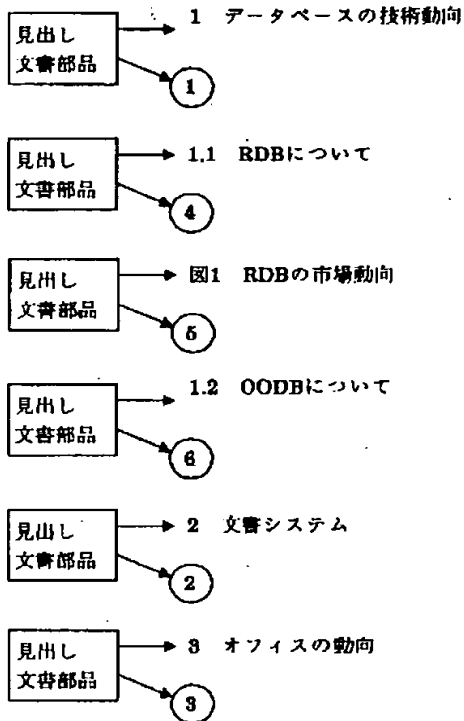 見出し
文書部品
1 データベースの技術動向
1
見出し
文書部品
1.1 RDBについて
4
見出し
文書部品
図1 RDBの市場動向
5
見出し
文書部品
1.2 OODBについて
6
見出し
文書部品
2 文書システム
2
見出し
文書部品
3 オフィスの動向
3